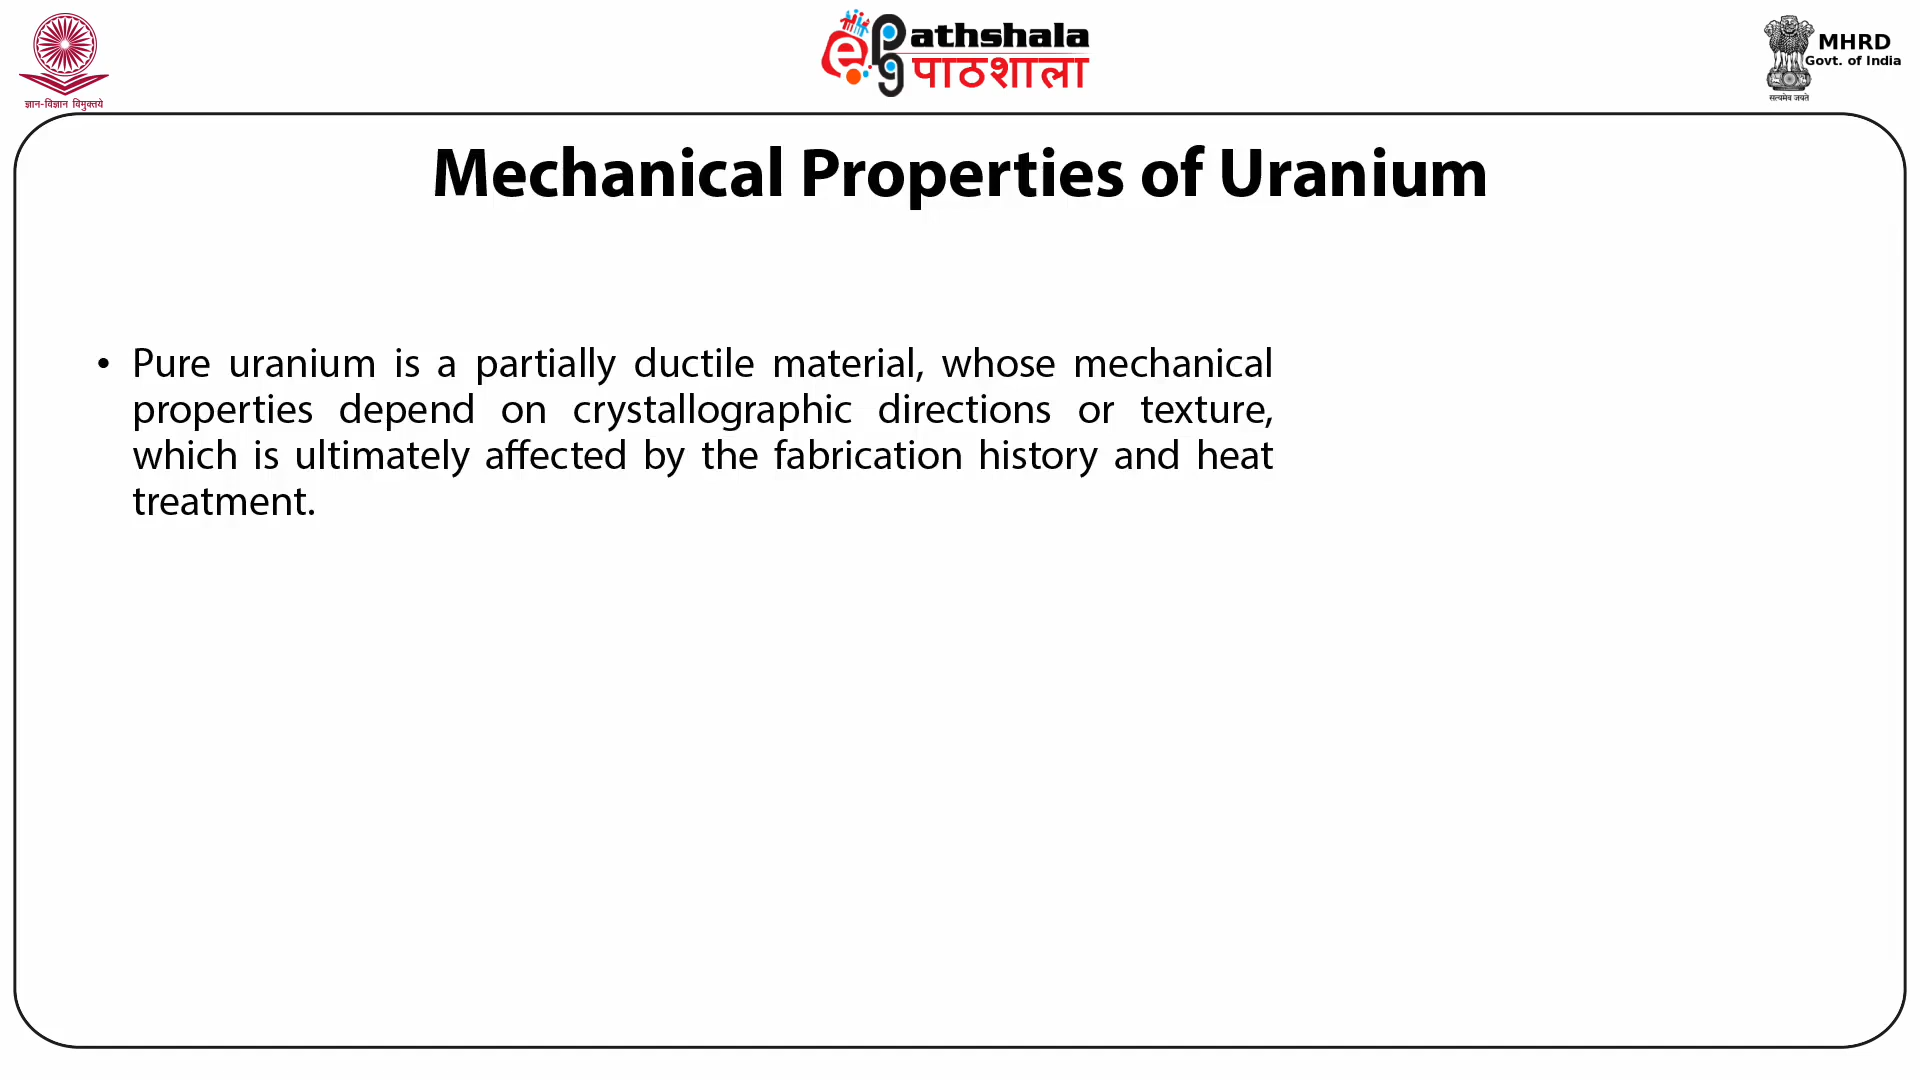 ज्ञान-विज्ञान विमुक्तये
e pg athshala
पाठशाला
MHRD
Govt. of India
सत्यमेव जयते
Mechanical Properties of Uranium
• Pure uranium is a partially ductile material, whose mechanical
properties depend on crystallographic directions or texture,
which is ultimately affected by the fabrication history and heat
treatment.